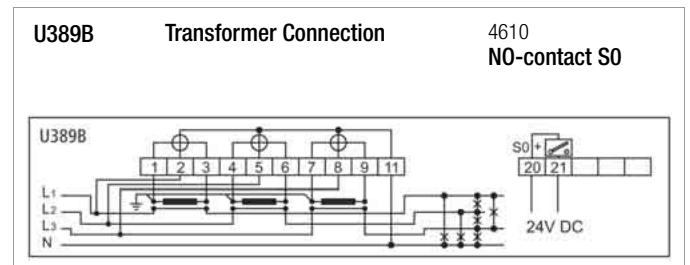 U389B Transformer Connection 4610
NO-contact S0
U389B
S0 +
1 2 3 4 5 6 7 8 9 11 20 21
L1
L2
L3
N
24V DC